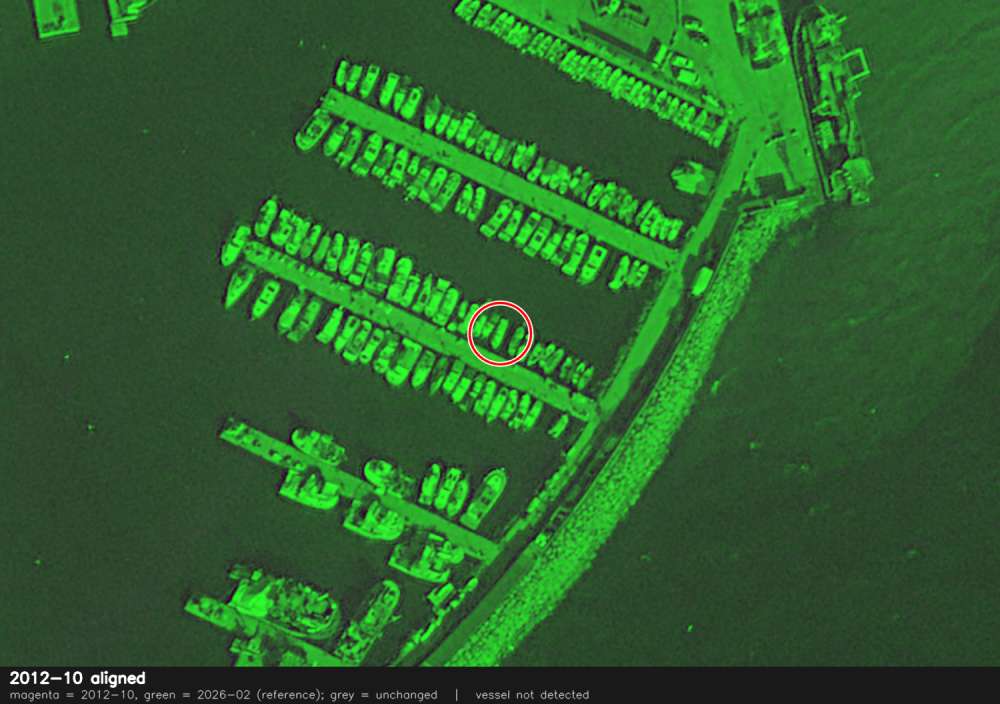 2012-10 aligned
magenta = 2012-10, green = 2026-02 (reference); grey = unchanged | vessel not detected